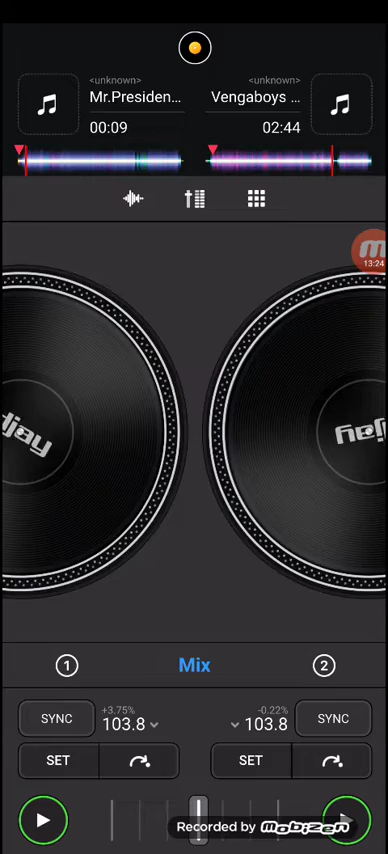 <unknown>
Mr.Presiden...
00:09
<unknown>
Vengaboys ...
02:44
13:24
djay
djay
1
Mix
2
SYNC
+3.75%
103.8
-0.22%
103.8
SYNC
SET
SET
Recorded by mobizen